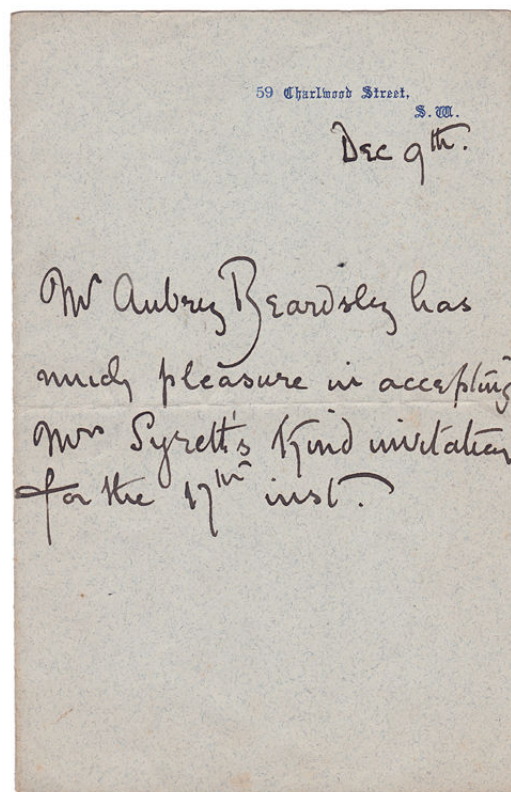 59 Charlwood Street,
S.W.
Dec 9th.
Mr Aubrey Beardsley has
much pleasure in accepting
Mrs Syrett's kind invitation
for the 17th inst.